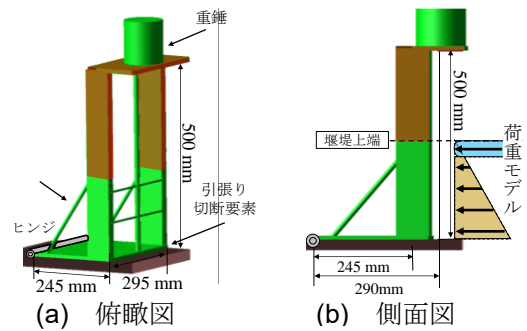 重錘
500 mm
ヒンジ
引張り
切断要素
245 mm
295 mm
(a) 俯瞰図
堰堤上端
500 mm
荷重モデル
245 mm
290mm
(b) 側面図